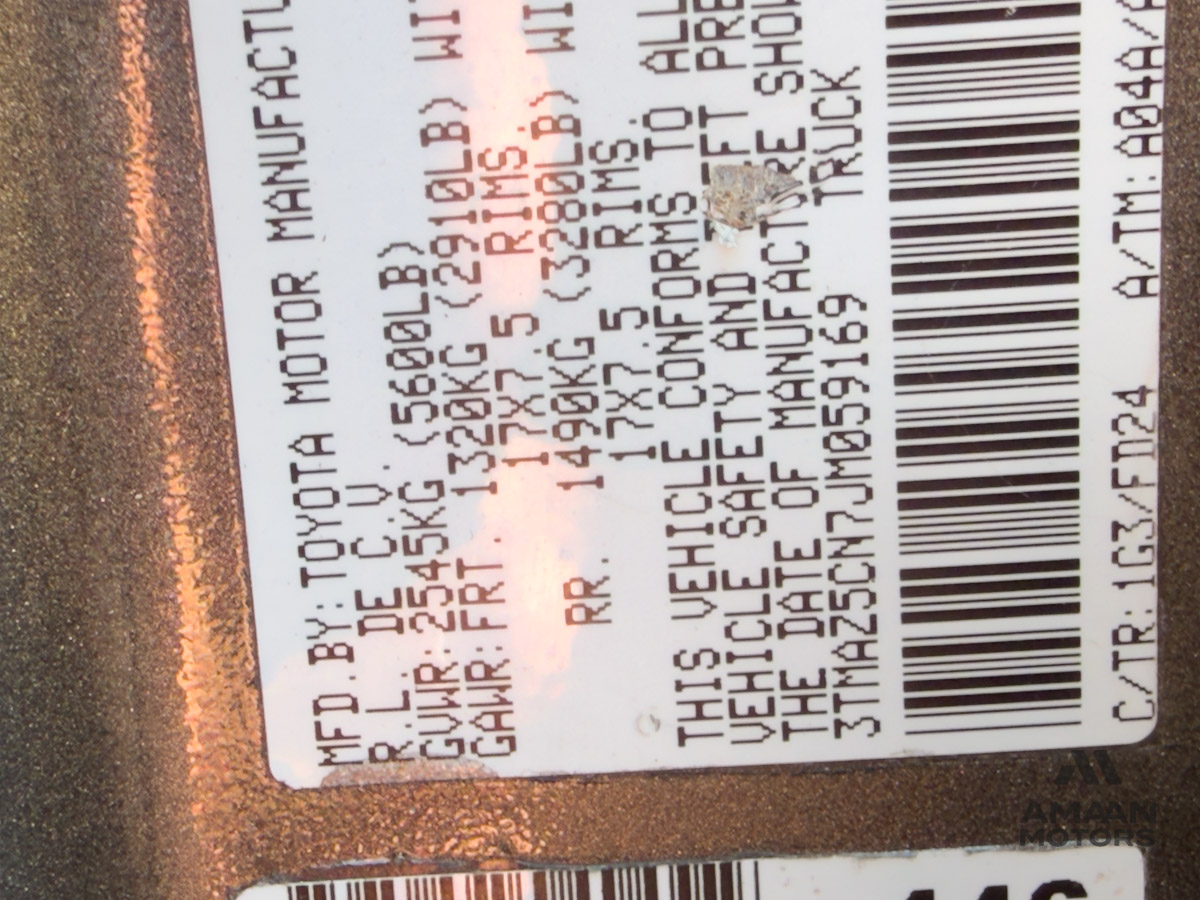 MFD.BY:TOYOTA MOTOR MANUFACTU
R.L. DE C.V.
GVWR:2545KG (5600LB)
GAWR:FRT. 1320KG (2910LB) WI
17X7.5 RIMS,
RR. 1490KG (3280LB) WI
17X7.5 RIMS
THIS VEHICLE CONFORMS TO ALL
VEHICLE SAFETY AND PRE
THE DATE OF MANUFACT RE SHOW
3TMAZ5CN7JM059169 TRUCK
C/TR:1G3/FD24 A/TM:A04A/
AMAAN
MOTORS